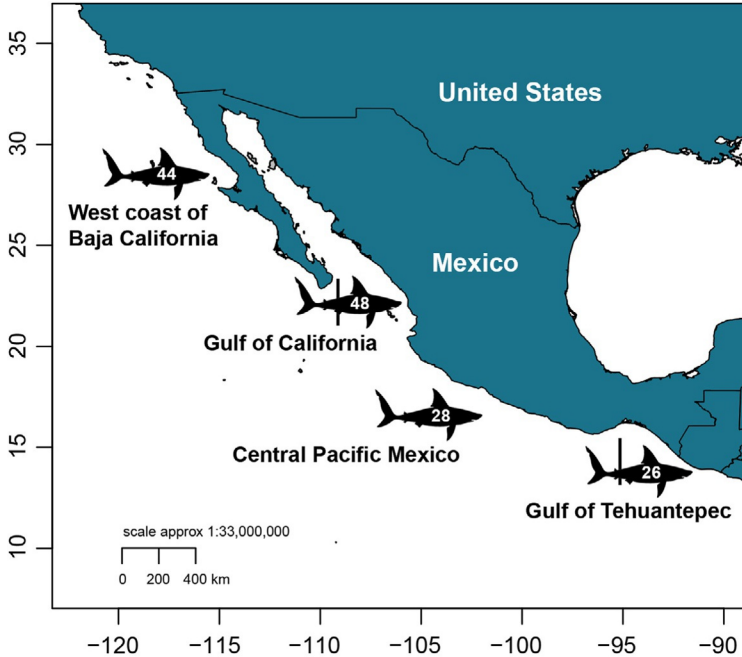 35
30
25
20
15
10
United States
Mexico
44
West coast of
Baja California
48
Gulf of California
28
Central Pacific Mexico
26
Gulf of Tehuantepec
scale approx 1:33,000,000
0 200 400 km
−120 −115 −110 −105 −100 −95 −90